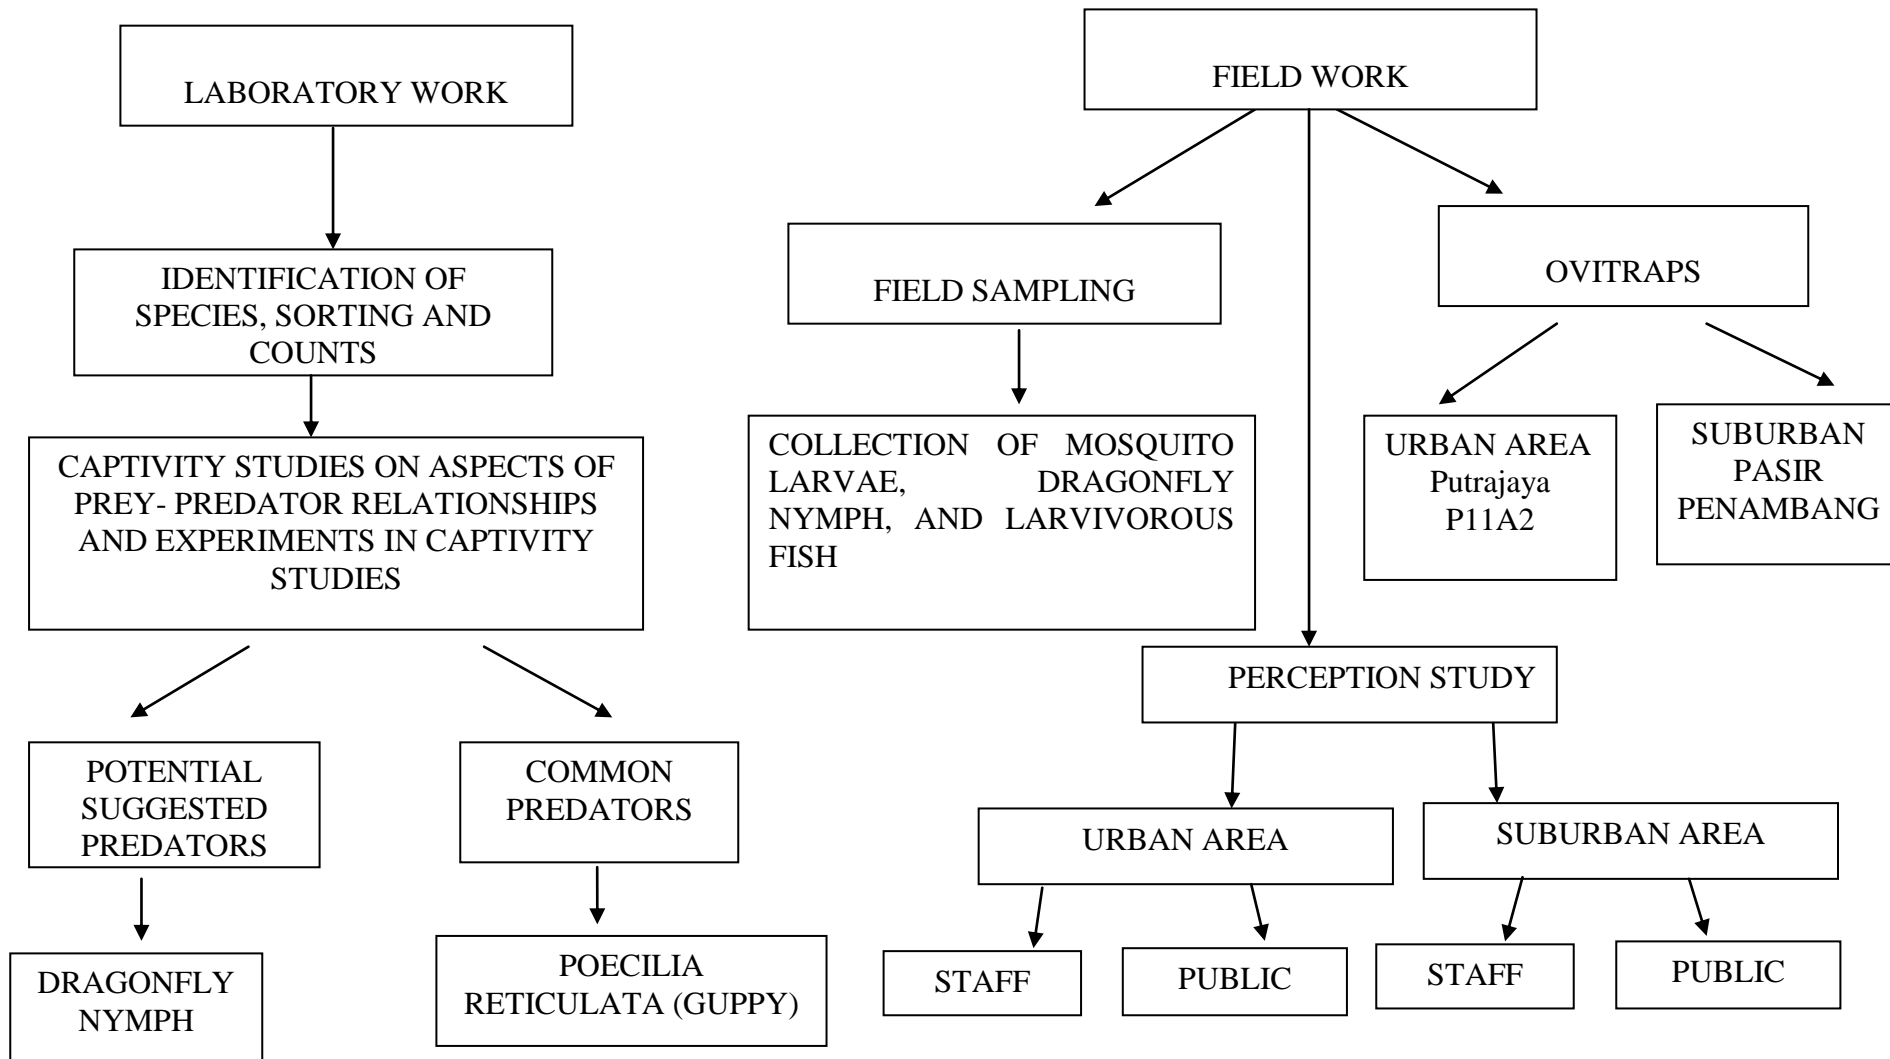 LABORATORY WORK
IDENTIFICATION OF
SPECIES, SORTING AND
COUNTS
CAPTIVITY STUDIES ON ASPECTS OF
PREY- PREDATOR RELATIONSHIPS
AND EXPERIMENTS IN CAPTIVITY
STUDIES
POTENTIAL
SUGGESTED
PREDATORS
DRAGONFLY
NYMPH
COMMON
PREDATORS
POECILIA
RETICULATA (GUPPY)
FIELD WORK
FIELD SAMPLING
COLLECTION OF MOSQUITO
LARVAE, DRAGONFLY
NYMPH, AND LARVIVOROUS
FISH
OVITRAPS
URBAN AREA
Putrajaya
P11A2
SUBURBAN
PASIR
PENAMBANG
PERCEPTION STUDY
URBAN AREA
STAFF
PUBLIC
SUBURBAN AREA
STAFF
PUBLIC